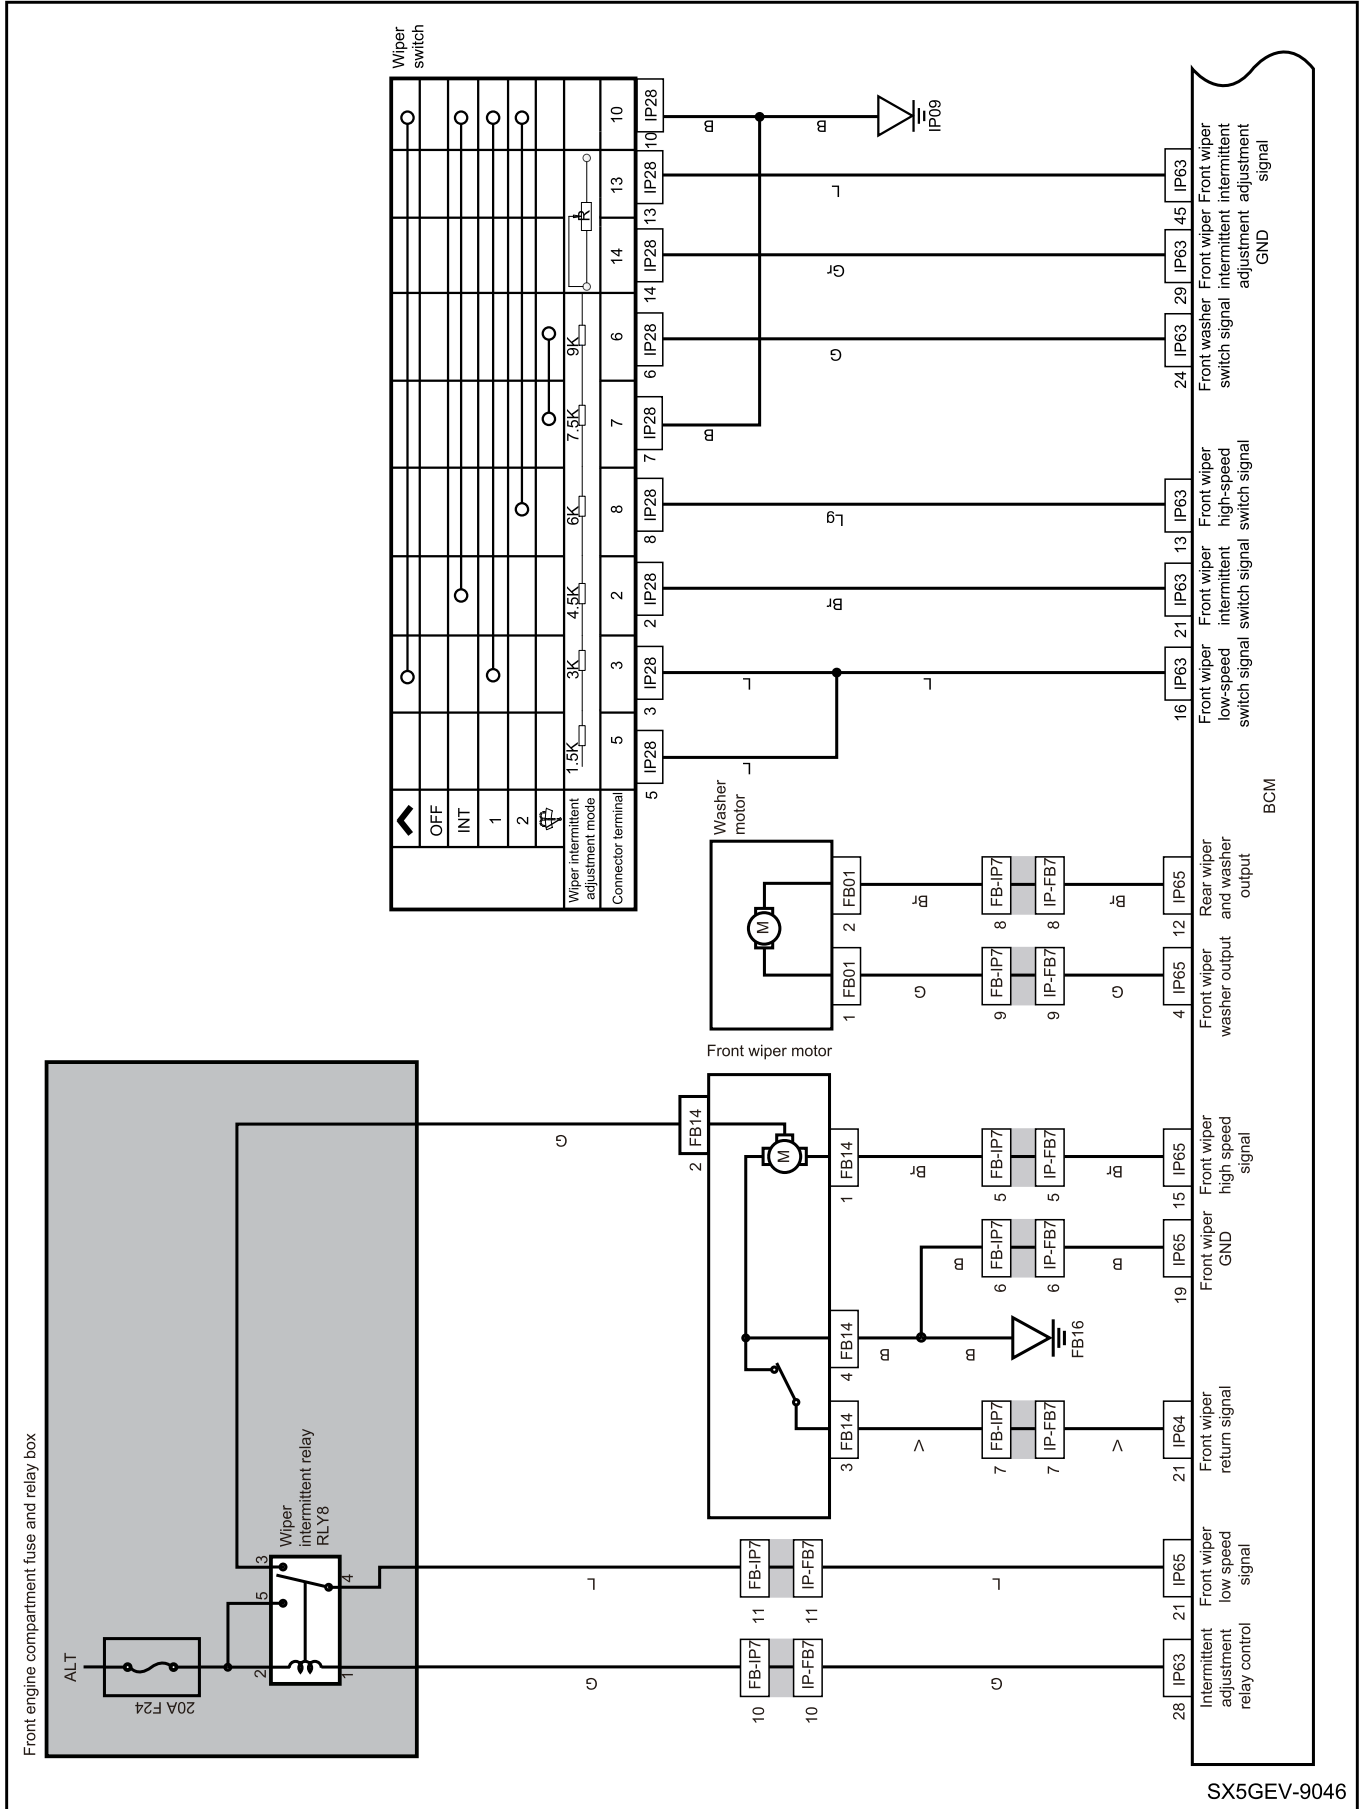 Front engine compartment fuse and relay box
ALT
20A F24
Wiper
intermittent relay
RLY8
2
5
3
1
4
G
L
G
FB-IP7
10
IP-FB7
10
G
IP63
28
Intermittent
adjustment
relay control
FB-IP7
11
IP-FB7
11
L
IP65
21
Front wiper
low speed
signal
Front wiper motor
FB14
2
M
FB14
3
FB14
4
FB14
1
V
FB-IP7
7
IP-FB7
7
V
IP64
21
Front wiper
return signal
B
B
FB16
B
FB-IP7
6
IP-FB7
6
B
IP65
19
Front wiper
GND
Br
FB-IP7
5
IP-FB7
5
Br
IP65
15
Front wiper
high speed
signal
Washer
motor
M
FB01
1
FB01
2
G
FB-IP7
9
IP-FB7
9
G
IP65
4
Front wiper
washer output
Br
FB-IP7
8
IP-FB7
8
Br
IP65
12
Rear wiper
and washer
output
BCM
Wiper
switch
OFF
INT
1
2
Wiper intermittent
adjustment mode
1.5K
3K
4.5K
6K
7.5K
9K
R
Connector terminal
5
3
2
8
7
6
14
13
10
IP28
5
IP28
3
IP28
2
IP28
8
IP28
7
IP28
6
IP28
14
IP28
13
IP28
10
L
L
L
IP63
16
Front wiper
low-speed
switch signal
Br
IP63
21
Front wiper
intermittent
switch signal
Lg
IP63
13
Front wiper
high-speed
switch signal
B
G
IP63
24
Front washer
switch signal
Gr
IP63
29
Front wiper
intermittent
adjustment
GND
L
IP63
45
Front wiper
intermittent
adjustment
signal
B
B
IP09
SX5GEV-9046